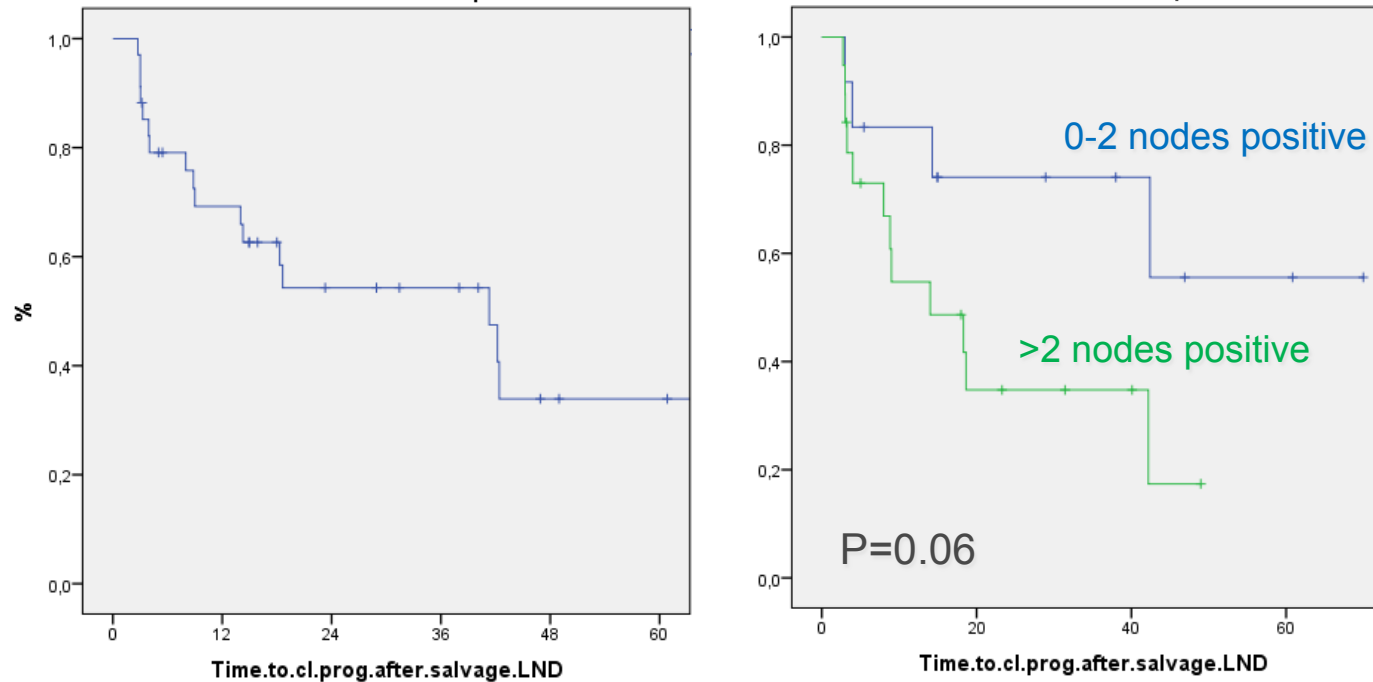 1,0
0,8
0,6
0,4
0,2
0,0
%
0 12 24 36 48 60
Time.to.cl.prog.after.salvage.LND
1,0
0,8
0,6
0,4
0,2
0,0
0-2 nodes positive
>2 nodes positive
P=0.06
0 20 40 60
Time.to.cl.prog.after.salvage.LND